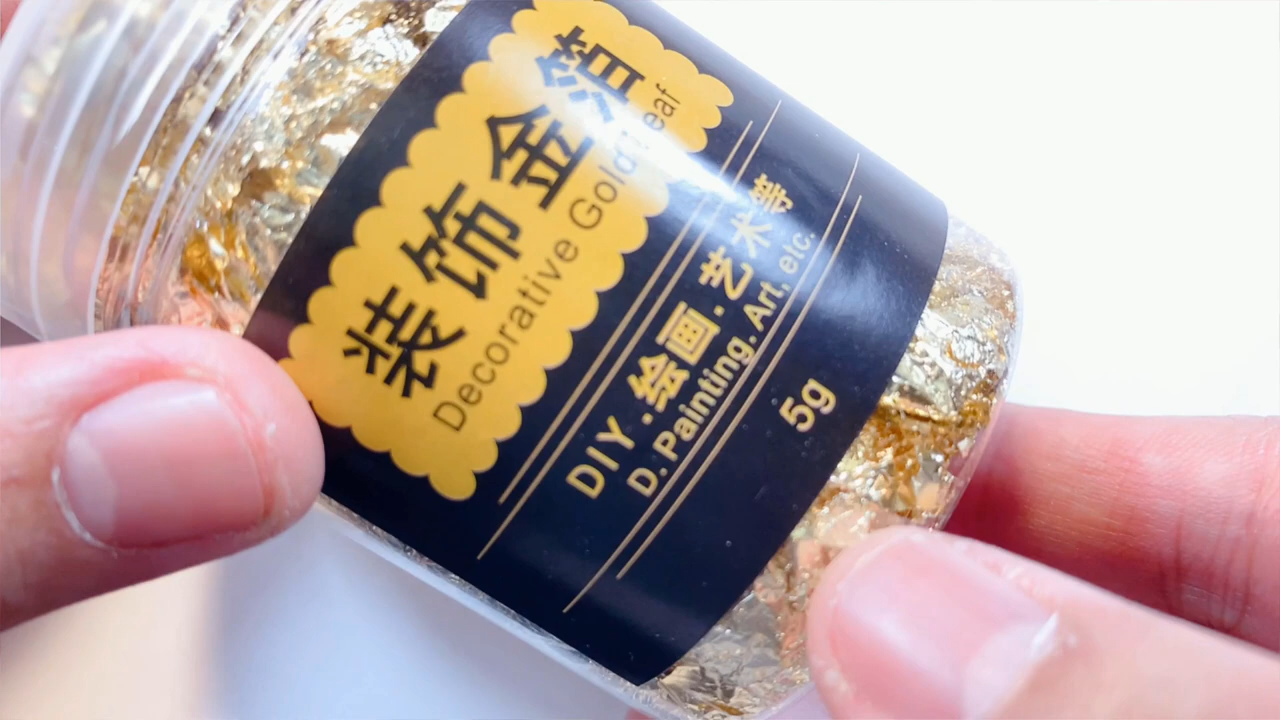 装饰金箔
Decorative Gold Leaf
DIY.绘画.艺术等
D. Painting. Art, etc.
5g